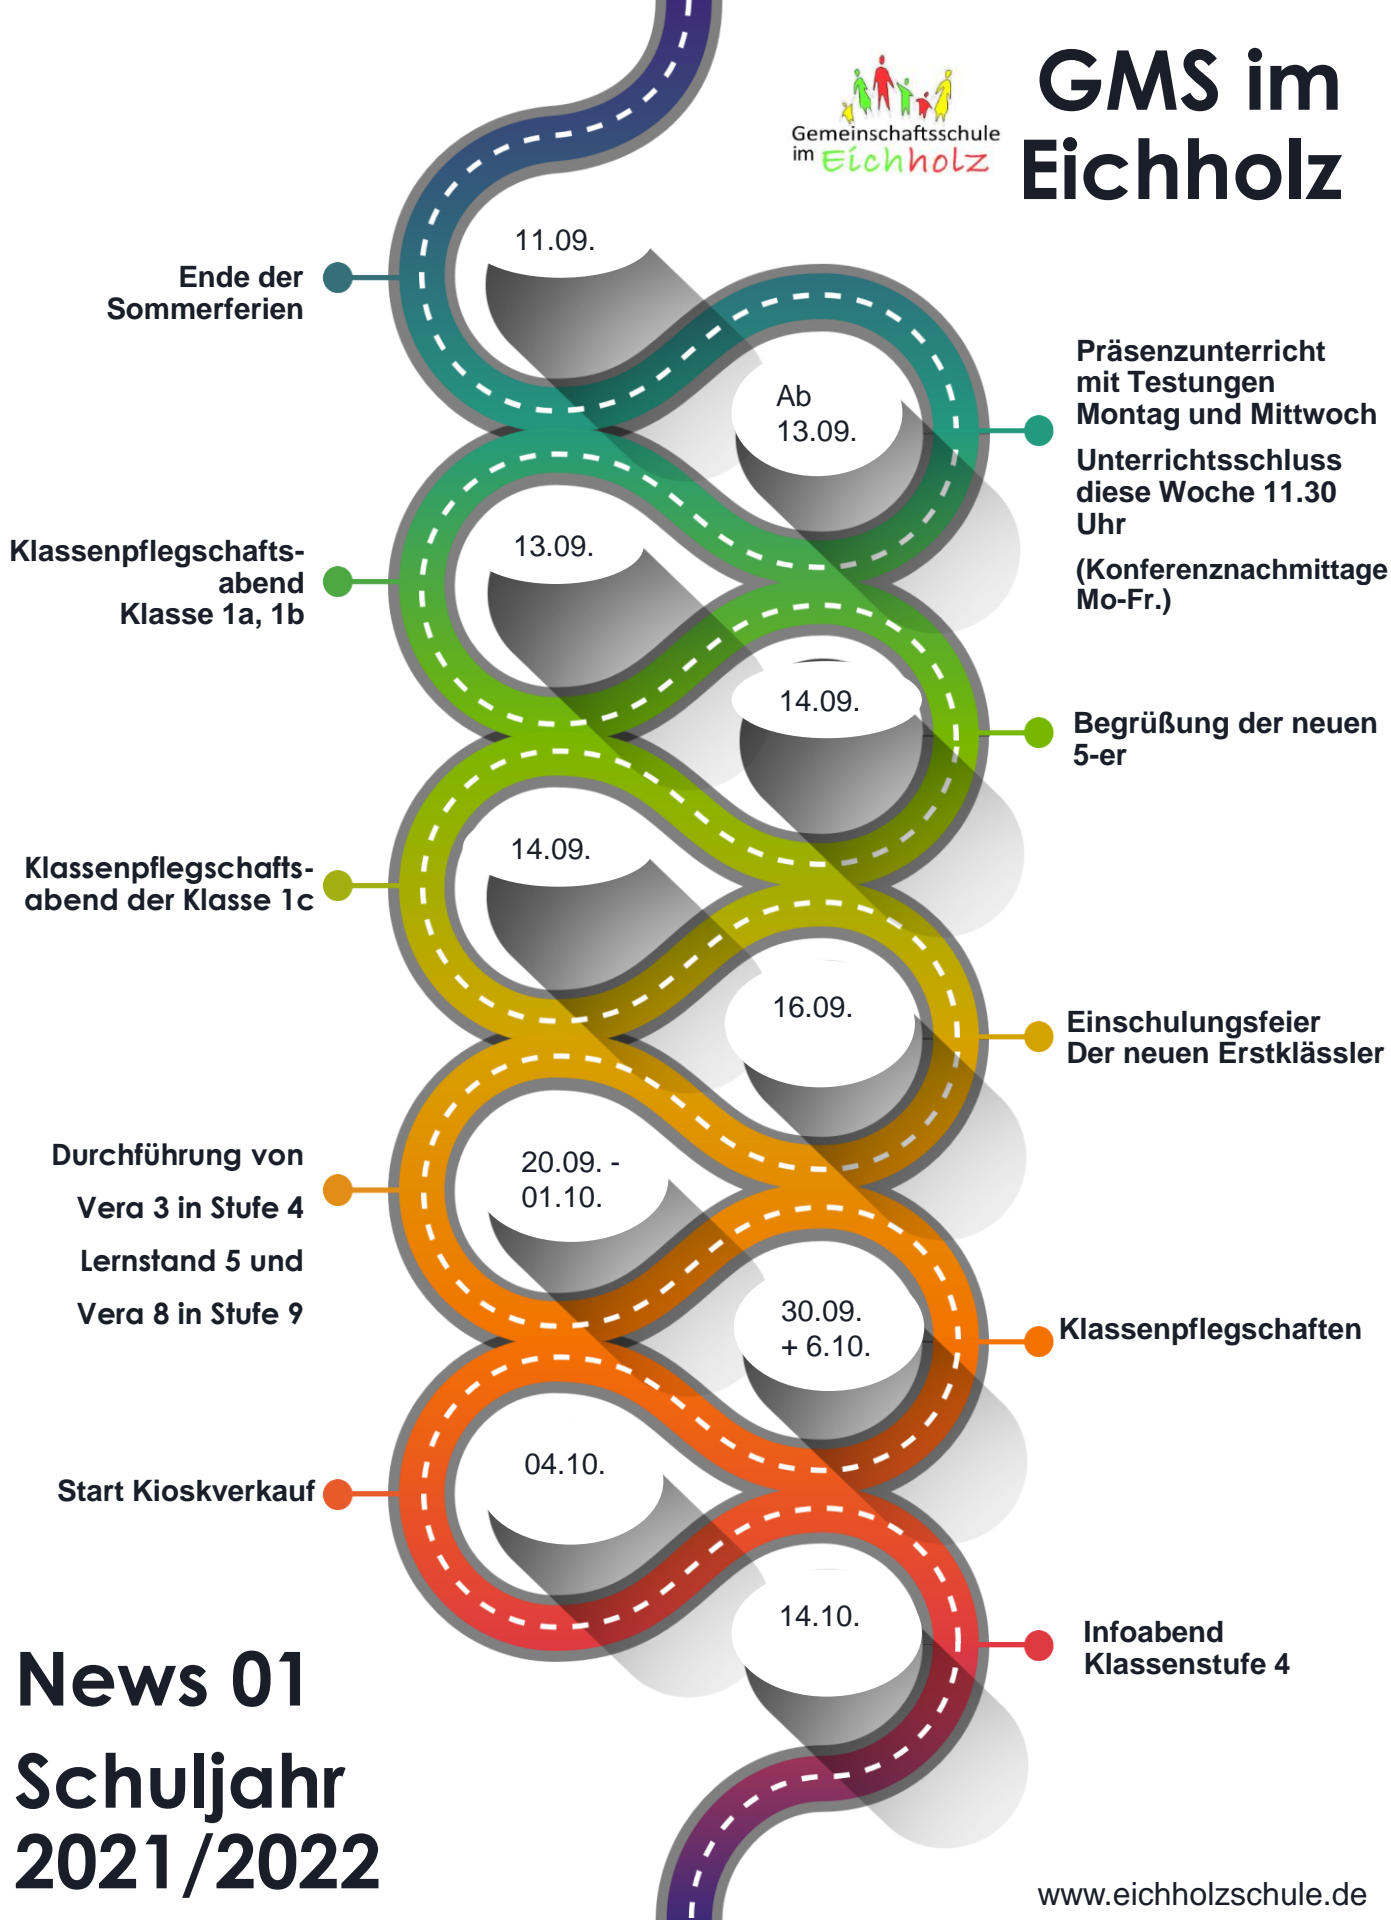 Gemeinschaftsschule
im Eichholz
GMS im
Eichholz
11.09.
Ende der
Sommerferien
Ab
13.09.
Präsenzunterricht
mit Testungen
Montag und Mittwoch
Unterrichtsschluss
diese Woche 11.30
Uhr
(Konferenznachmittage
Mo-Fr.)
13.09.
Klassenpflegschafts-
abend
Klasse 1a, 1b
14.09.
Begrüßung der neuen
5-er
14.09.
Klassenpflegschafts-
abend der Klasse 1c
16.09.
Einschulungsfeier
Der neuen Erstklässler
20.09. -
01.10.
Durchführung von
Vera 3 in Stufe 4
Lernstand 5 und
Vera 8 in Stufe 9
30.09.
+ 6.10.
Klassenpflegschaften
04.10.
Start Kioskverkauf
14.10.
Infoabend
Klassenstufe 4
News 01
Schuljahr
2021/2022
www.eichholzschule.de